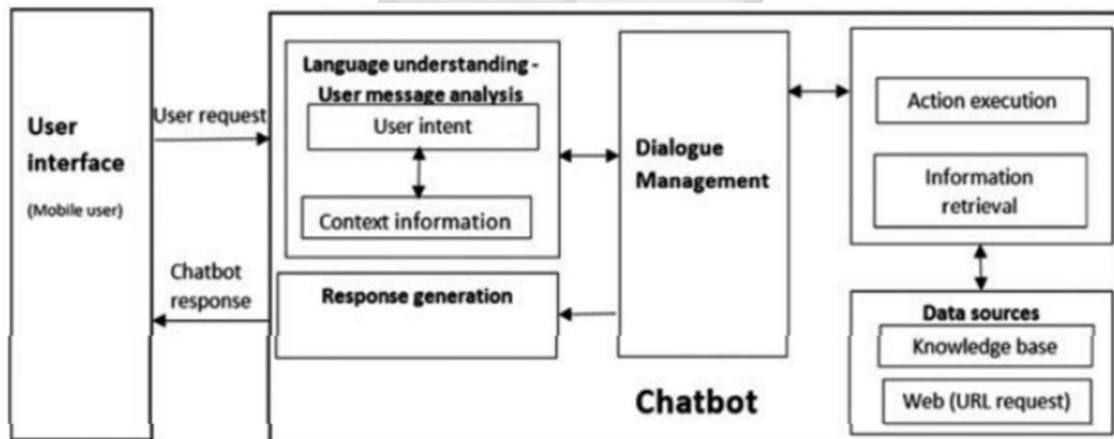 User
interface
(Mobile user)
User request
Chatbot
response
Language understanding -
User message analysis
User intent
Context information
Response generation
Dialogue
Management
Action execution
Information
retrieval
Data sources
Knowledge base
Web (URL request)
Chatbot